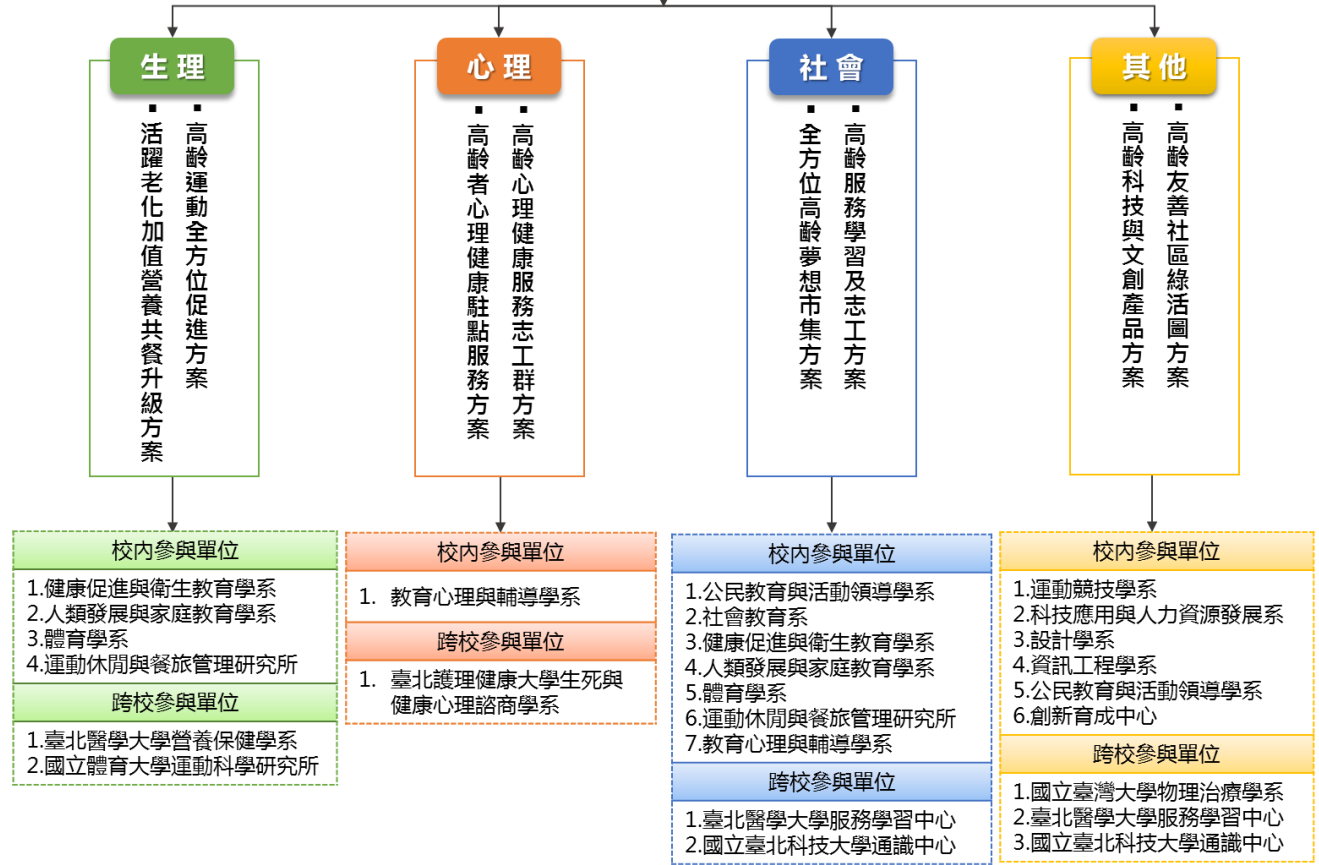 生理
▪高齡運動全方位促進方案
▪活躍老化加值營養共餐升級方案
校內參與單位
1.健康促進與衛生教育學系
2.人類發展與家庭教育學系
3.體育學系
4.運動休閒與餐旅管理研究所
跨校參與單位
1.臺北醫學大學營養保健學系
2.國立體育大學運動科學研究所
心理
▪高齡心理健康服務志工群方案
▪高齡者心理健康駐點服務方案
校內參與單位
1. 教育心理與輔導學系
跨校參與單位
1. 臺北護理健康大學生死與
健康心理諮商學系
社會
▪高齡服務學習及志工方案
▪全方位高齡夢想市集方案
校內參與單位
1.公民教育與活動領導學系
2.社會教育系
3.健康促進與衛生教育學系
4.人類發展與家庭教育學系
5.體育學系
6.運動休閒與餐旅管理研究所
7.教育心理與輔導學系
跨校參與單位
1.臺北醫學大學服務學習中心
2.國立臺北科技大學通識中心
其他
▪高齡友善社區綠活圖方案
▪高齡科技與文創產品方案
校內參與單位
1.運動競技學系
2.科技應用與人力資源發展系
3.設計學系
4.資訊工程學系
5.公民教育與活動領導學系
6.創新育成中心
跨校參與單位
1.國立臺灣大學物理治療學系
2.臺北醫學大學服務學習中心
3.國立臺北科技大學通識中心